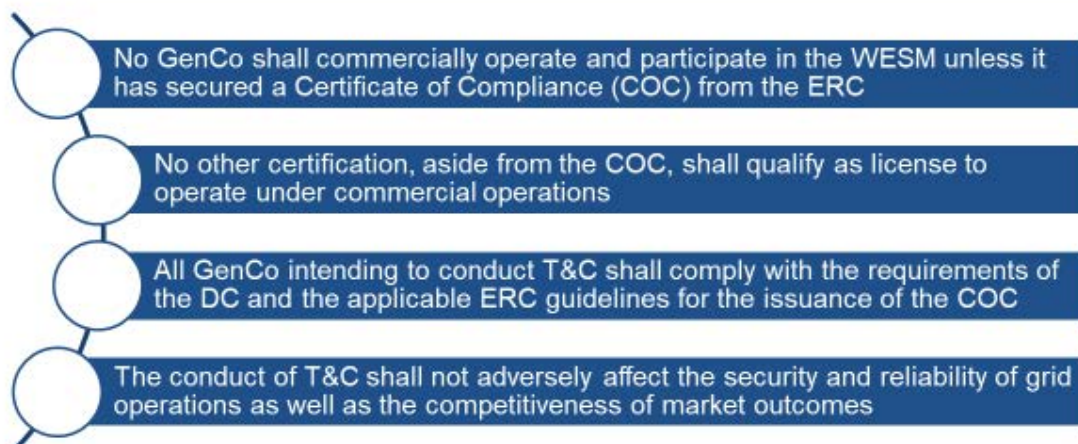 No GenCo shall commercially operate and participate in the WESM unless it
has secured a Certificate of Compliance (COC) from the ERC
No other certification, aside from the COC, shall qualify as license to
operate under commercial operations
All GenCo intending to conduct T&C shall comply with the requirements of
the DC and the applicable ERC guidelines for the issuance of the COC
The conduct of T&C shall not adversely affect the security and reliability of grid
operations as well as the competitiveness of market outcomes